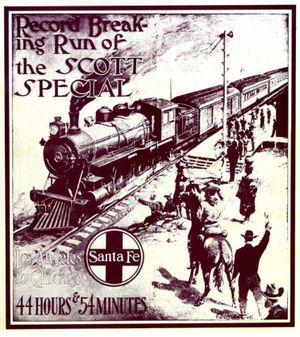 Record Break-
ing Run of
the SCOTT
SPECIAL
Los Angeles
to Chicago
Santa Fe
44 HOURS & 54 MINUTES